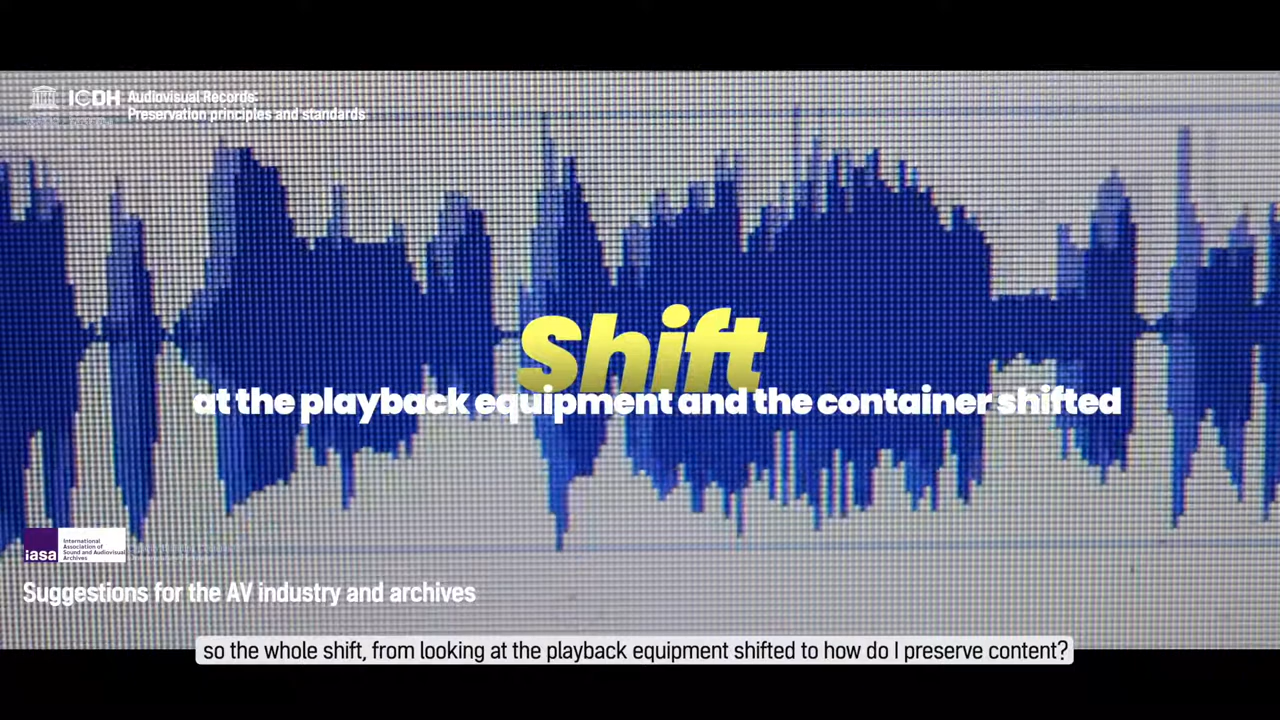 ICDH
Audiovisual Records:
Preservation principles and standards
Shift
at the playback equipment and the container shifted
iasa
International
Association of
Sound and Audiovisual
Archives
Suggestions for the AV industry and archives
so the whole shift, from looking at the playback equipment shifted to how do I preserve content?